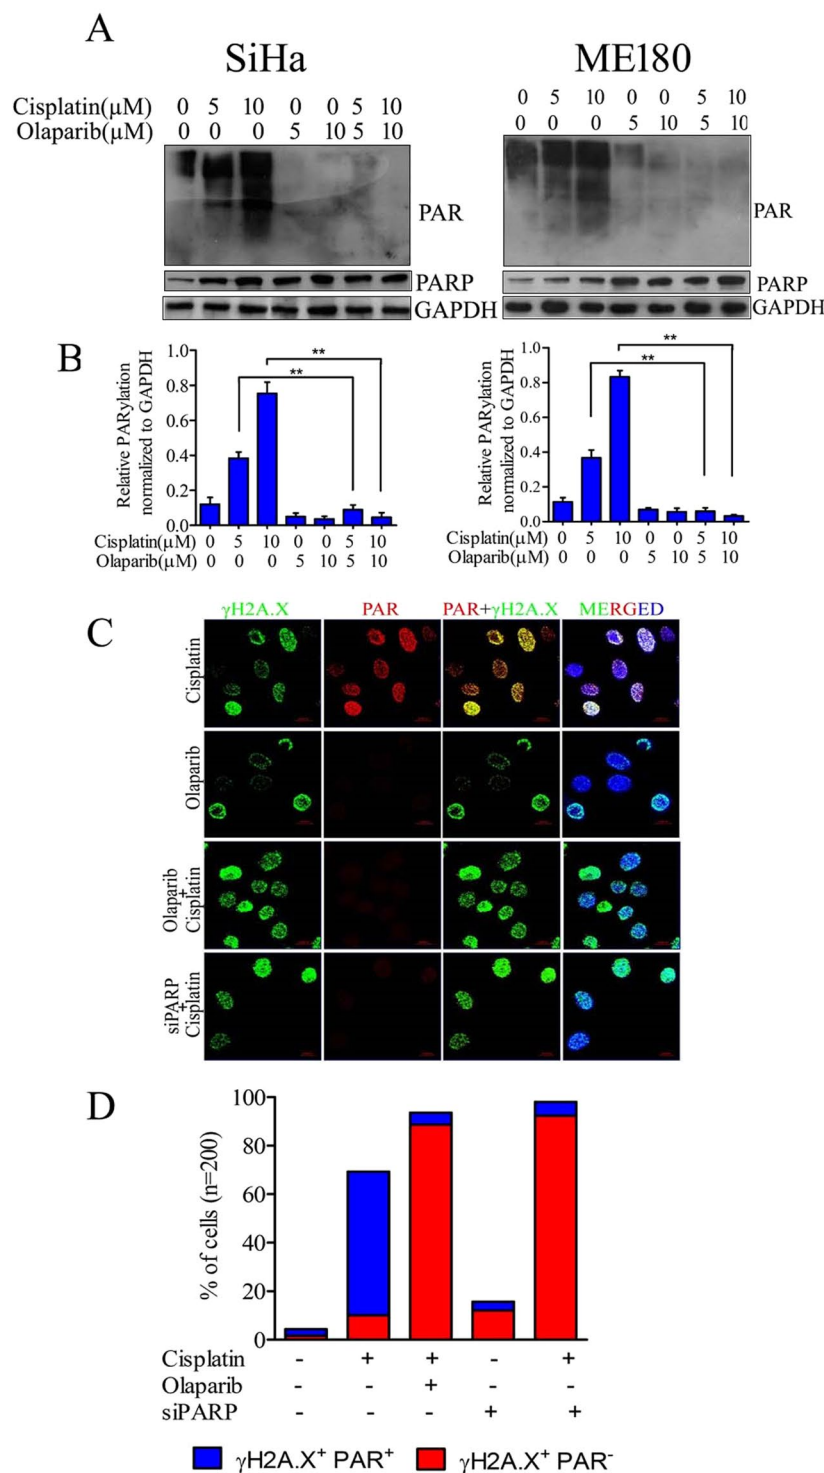 A
SiHa
ME180
Cisplatin(µM) 0 5 10 0 0 5 10
Olaparib(µM) 0 0 0 5 10 5 10
0 5 10 0 0 5 10
0 0 0 5 10 5 10
PAR
PAR
PARP
PARP
GAPDH
GAPDH
B
Relative PARylation
normalized to GAPDH
1.0
0.8
0.6
0.4
0.2
0.0
**
**
Cisplatin(µM) 0 5 10 0 0 5 10
Olaparib(µM) 0 0 0 5 10 5 10
Relative PARylation
normalized to GAPDH
1.0
0.8
0.6
0.4
0.2
0.0
**
**
Cisplatin(µM) 0 5 10 0 0 5 10
Olaparib(µM) 0 0 0 5 10 5 10
C
γH2A.X PAR PAR+γH2A.X MERGED
Cisplatin
Olaparib
Olaparib
+
Cisplatin
siPARP
+
Cisplatin
D
% of cells (n=200)
100
80
60
40
20
0
Cisplatin - + + - +
Olaparib - - + - -
siPARP - - - + +
γH2A.X⁺ PAR⁺ γH2A.X⁺ PAR⁻